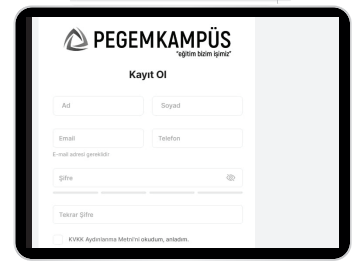 PEGEMKAMPÜS
"eğitim bizim işimiz"
Kayıt Ol
Ad
Soyad
Email
Telefon
E-mail adresi gereklidir
Şifre
Tekrar Şifre
KVKK Aydınlanma Metni'ni okudum, anladım.